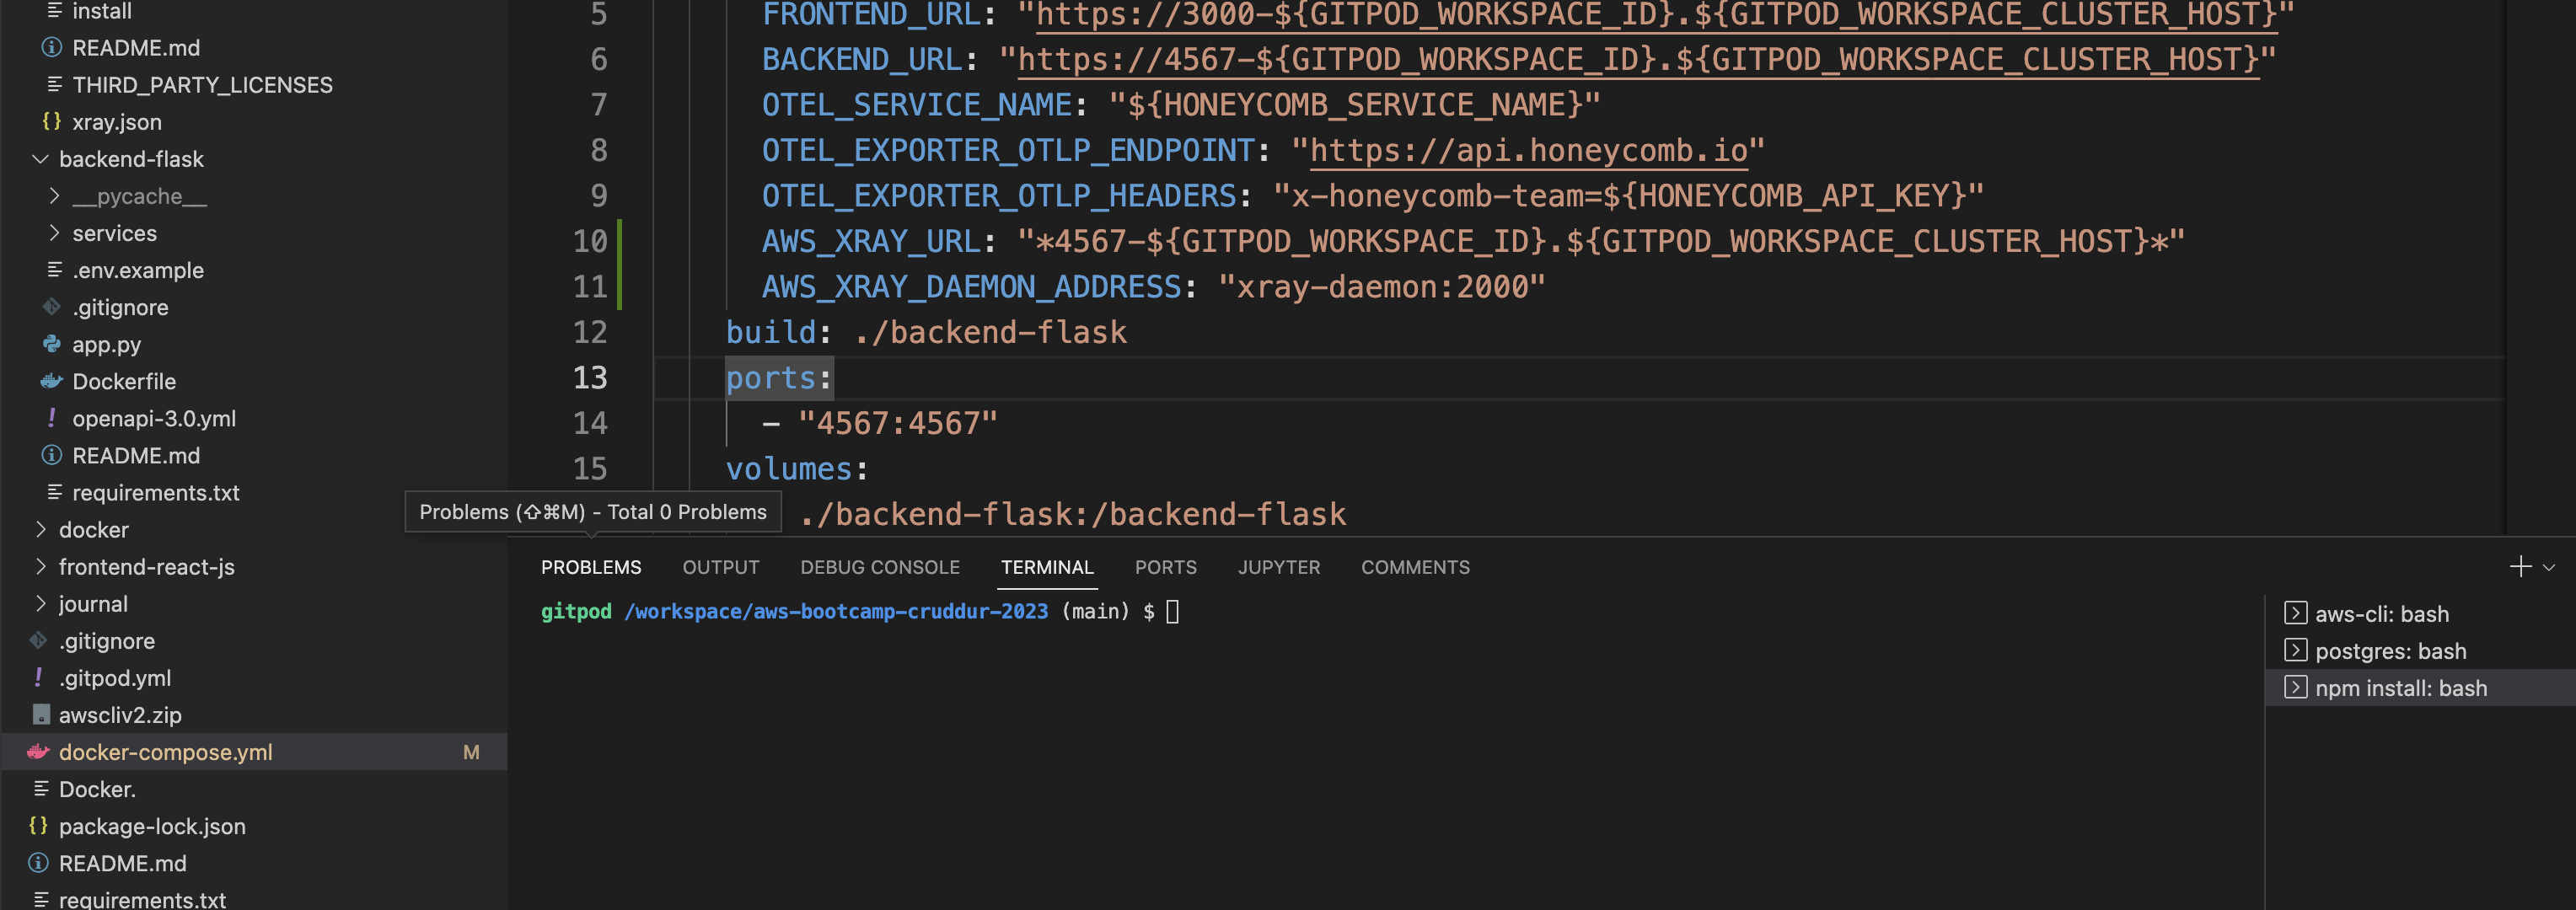 install
README.md
THIRD_PARTY_LICENSES
xray.json
backend-flask
__pycache__
services
.env.example
.gitignore
app.py
Dockerfile
openapi-3.0.yml
README.md
requirements.txt
docker
frontend-react-js
journal
.gitignore
.gitpod.yml
awscliv2.zip
docker-compose.yml M
Docker.
package-lock.json
README.md
requirements.txt
5 FRONTEND_URL: "https://3000-${GITPOD_WORKSPACE_ID}.${GITPOD_WORKSPACE_CLUSTER_HOST}"
6 BACKEND_URL: "https://4567-${GITPOD_WORKSPACE_ID}.${GITPOD_WORKSPACE_CLUSTER_HOST}"
7 OTEL_SERVICE_NAME: "${HONEYCOMB_SERVICE_NAME}"
8 OTEL_EXPORTER_OTLP_ENDPOINT: "https://api.honeycomb.io"
9 OTEL_EXPORTER_OTLP_HEADERS: "x-honeycomb-team=${HONEYCOMB_API_KEY}"
10 AWS_XRAY_URL: "*4567-${GITPOD_WORKSPACE_ID}.${GITPOD_WORKSPACE_CLUSTER_HOST}*"
11 AWS_XRAY_DAEMON_ADDRESS: "xray-daemon:2000"
12 build: ./backend-flask
13 ports:
14 - "4567:4567"
15 volumes:
./backend-flask:/backend-flask
Problems (⇧⌘M) - Total 0 Problems
PROBLEMS OUTPUT DEBUG CONSOLE TERMINAL PORTS JUPYTER COMMENTS
gitpod /workspace/aws-bootcamp-cruddur-2023 (main) $
aws-cli: bash
postgres: bash
npm install: bash